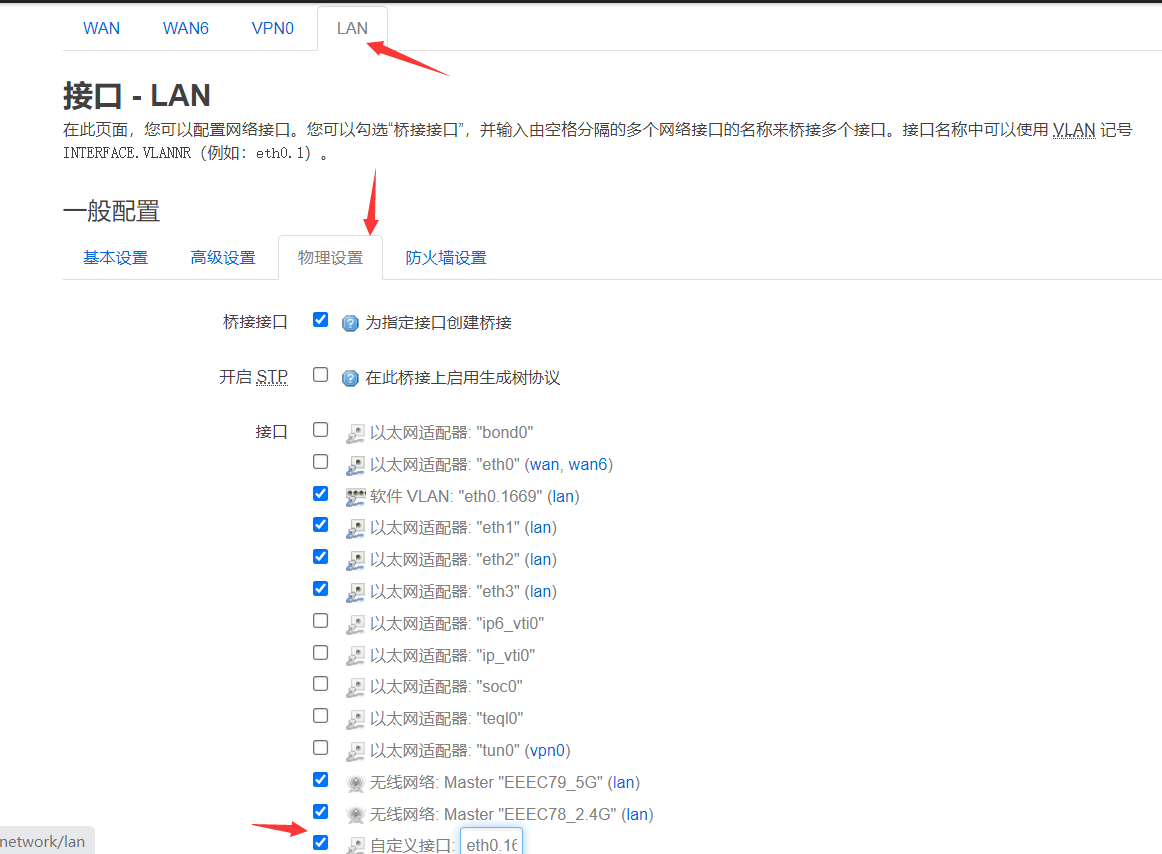 WAN WAN6 VPN0 LAN
接口 - LAN
在此页面，您可以配置网络接口。您可以勾选“桥接接口”，并输入由空格分隔的多个网络接口的名称来桥接多个接口。接口名称中可以使用 VLAN 记号
INTERFACE.VLANNR（例如：eth0.1）。
一般配置
基本设置 高级设置 物理设置 防火墙设置
桥接接口 为指定接口创建桥接
开启 STP 在此桥接上启用生成树协议
接口 以太网适配器: "bond0"
以太网适配器: "eth0" (wan, wan6)
软件 VLAN: "eth0.1669" (lan)
以太网适配器: "eth1" (lan)
以太网适配器: "eth2" (lan)
以太网适配器: "eth3" (lan)
以太网适配器: "ip6_vti0"
以太网适配器: "ip_vti0"
以太网适配器: "soc0"
以太网适配器: "teql0"
以太网适配器: "tun0" (vpn0)
无线网络: Master "EEEC79_5G" (lan)
无线网络: Master "EEEC78_2.4G" (lan)
自定义接口: eth0.16
network/lan